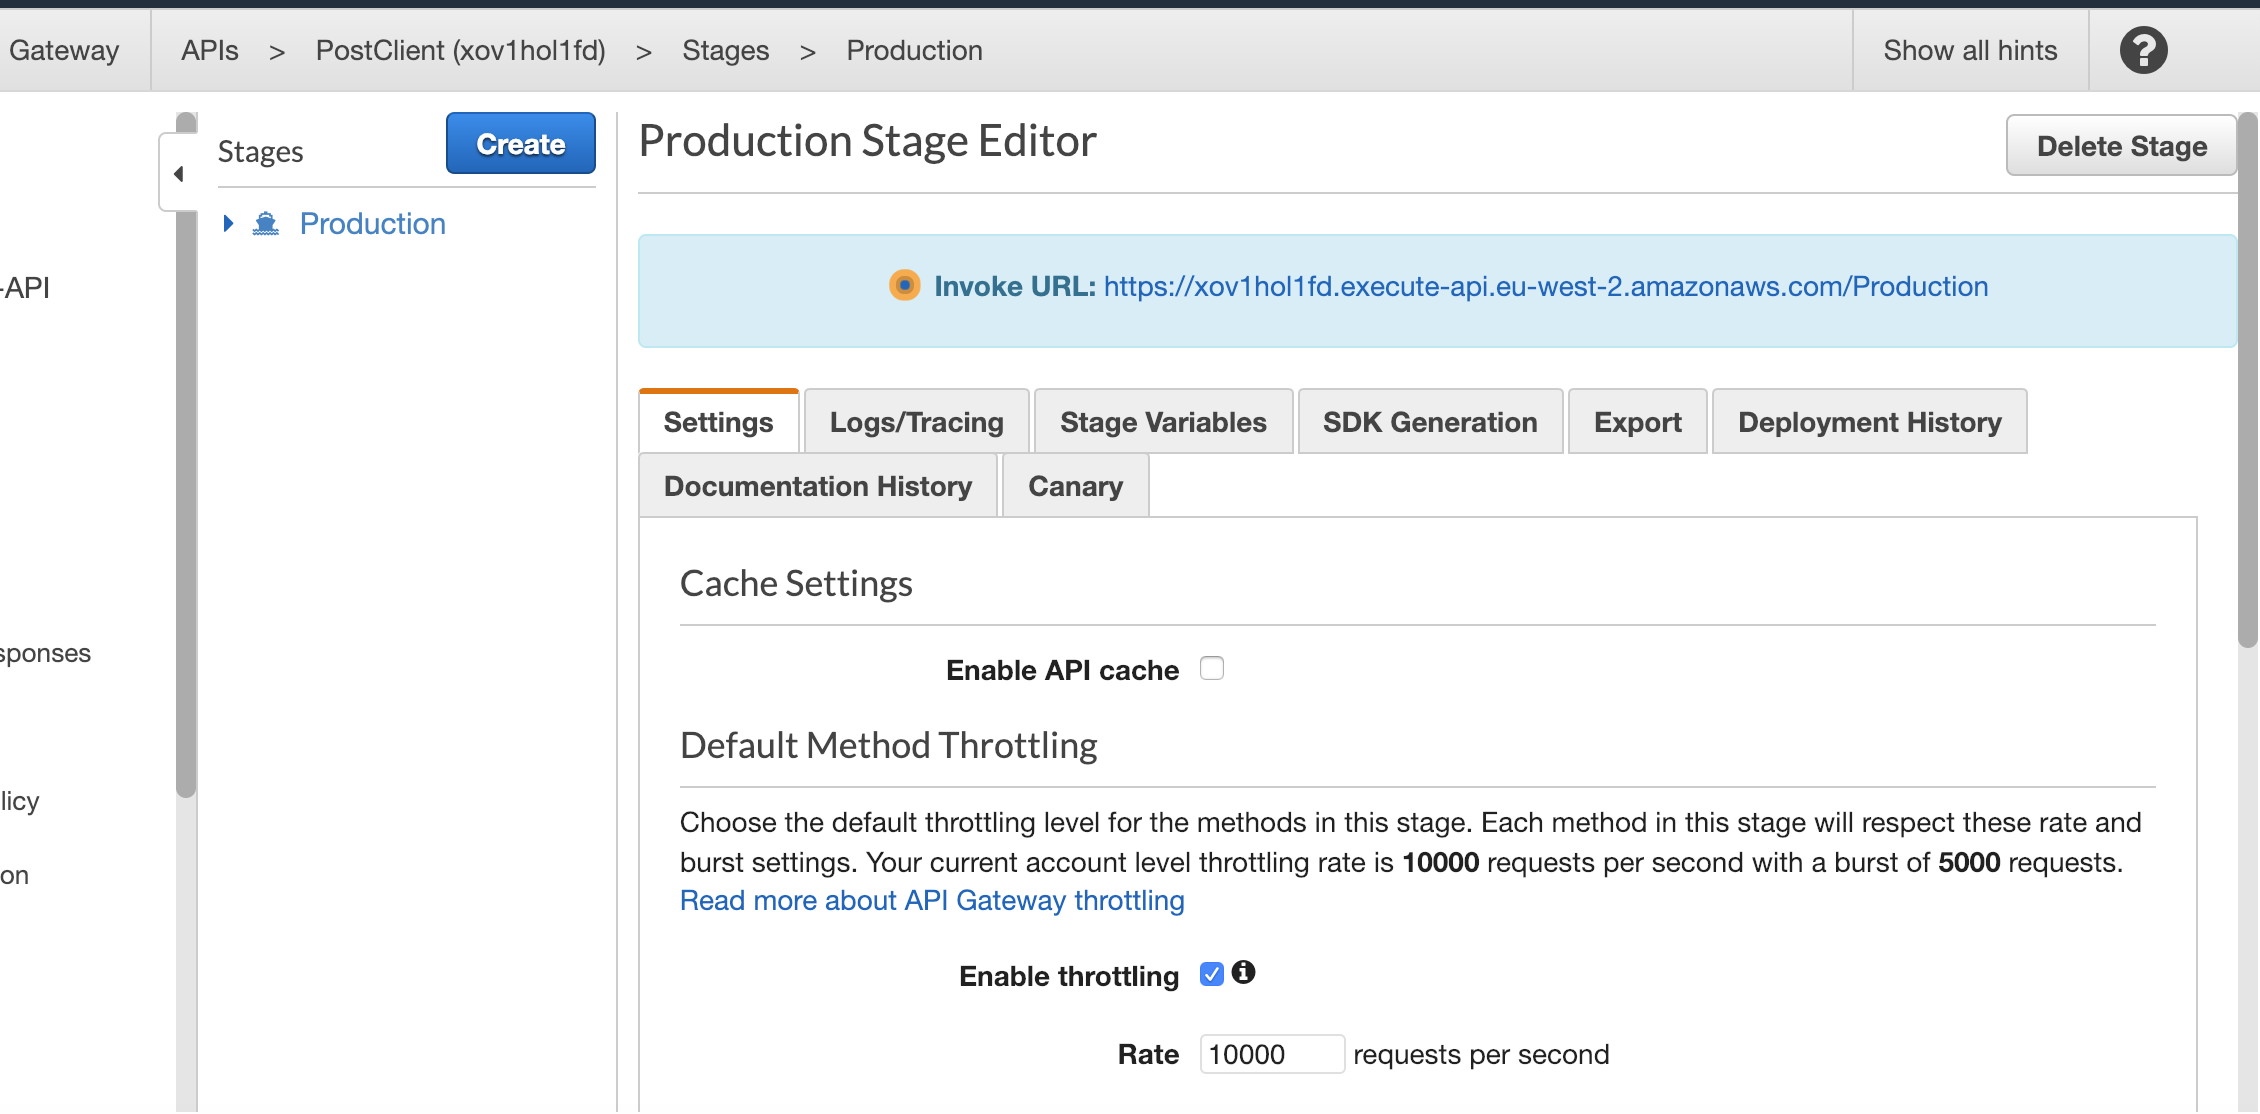 Gateway APIs > PostClient (xov1hol1fd) > Stages > Production Show all hints ?
Stages
Create
Production
-API
sponses
licy
on
Production Stage Editor
Delete Stage
Invoke URL: https://xov1hol1fd.execute-api.eu-west-2.amazonaws.com/Production
Settings Logs/Tracing Stage Variables SDK Generation Export Deployment History
Documentation History Canary
Cache Settings
Enable API cache
Default Method Throttling
Choose the default throttling level for the methods in this stage. Each method in this stage will respect these rate and
burst settings. Your current account level throttling rate is 10000 requests per second with a burst of 5000 requests.
Read more about API Gateway throttling
Enable throttling
Rate 10000 requests per second